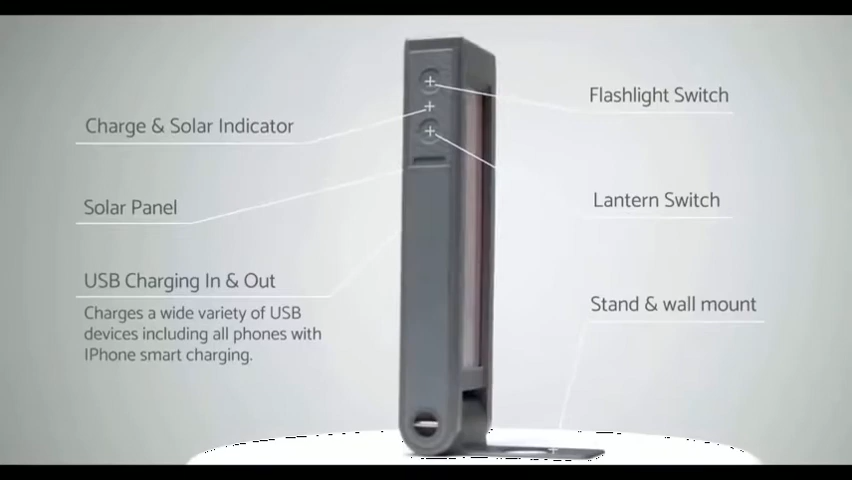 Flashlight Switch
Charge & Solar Indicator
Lantern Switch
Solar Panel
USB Charging In & Out
Charges a wide variety of USB
devices including all phones with
IPhone smart charging.
Stand & wall mount